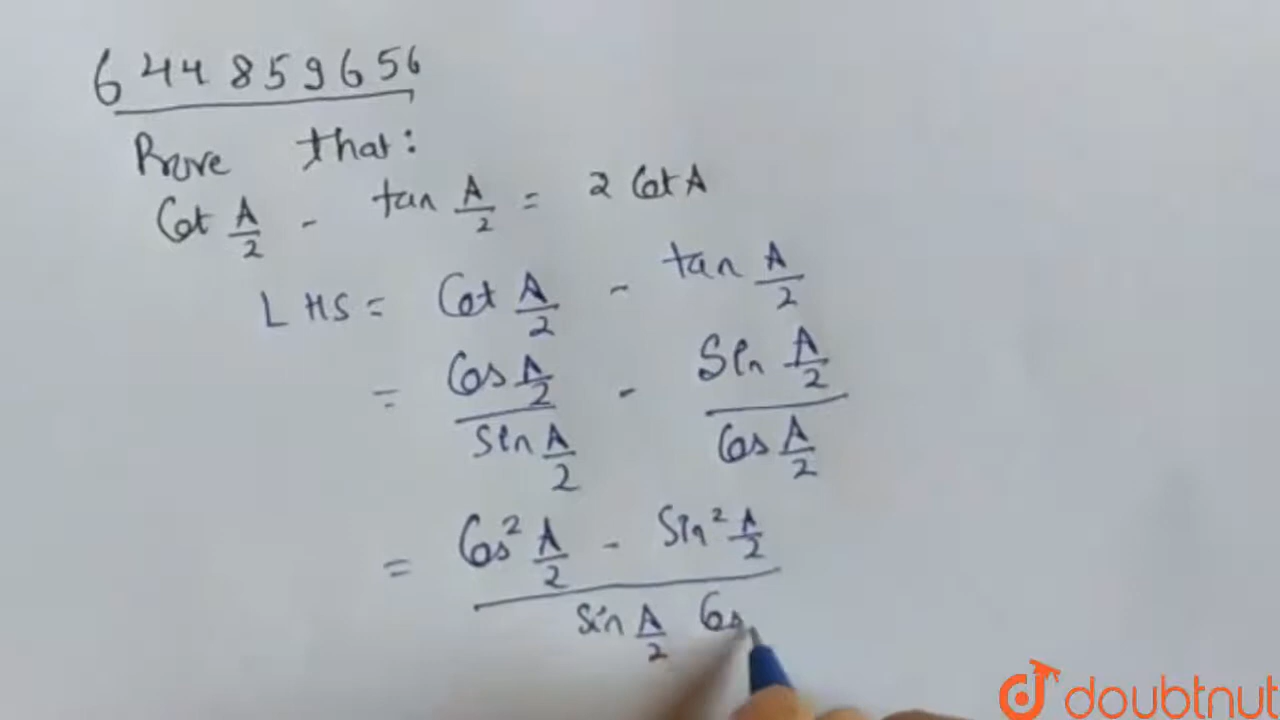 644859656
Prove that:
Cot A/2 - tan A/2 = 2 Cot A
LHS = Cot A/2 - tan A/2
= Cos A/2 / Sin A/2 - Sin A/2 / Cos A/2
= Cos² A/2 - Sin² A/2
Sin A/2 Cos
doubtnut